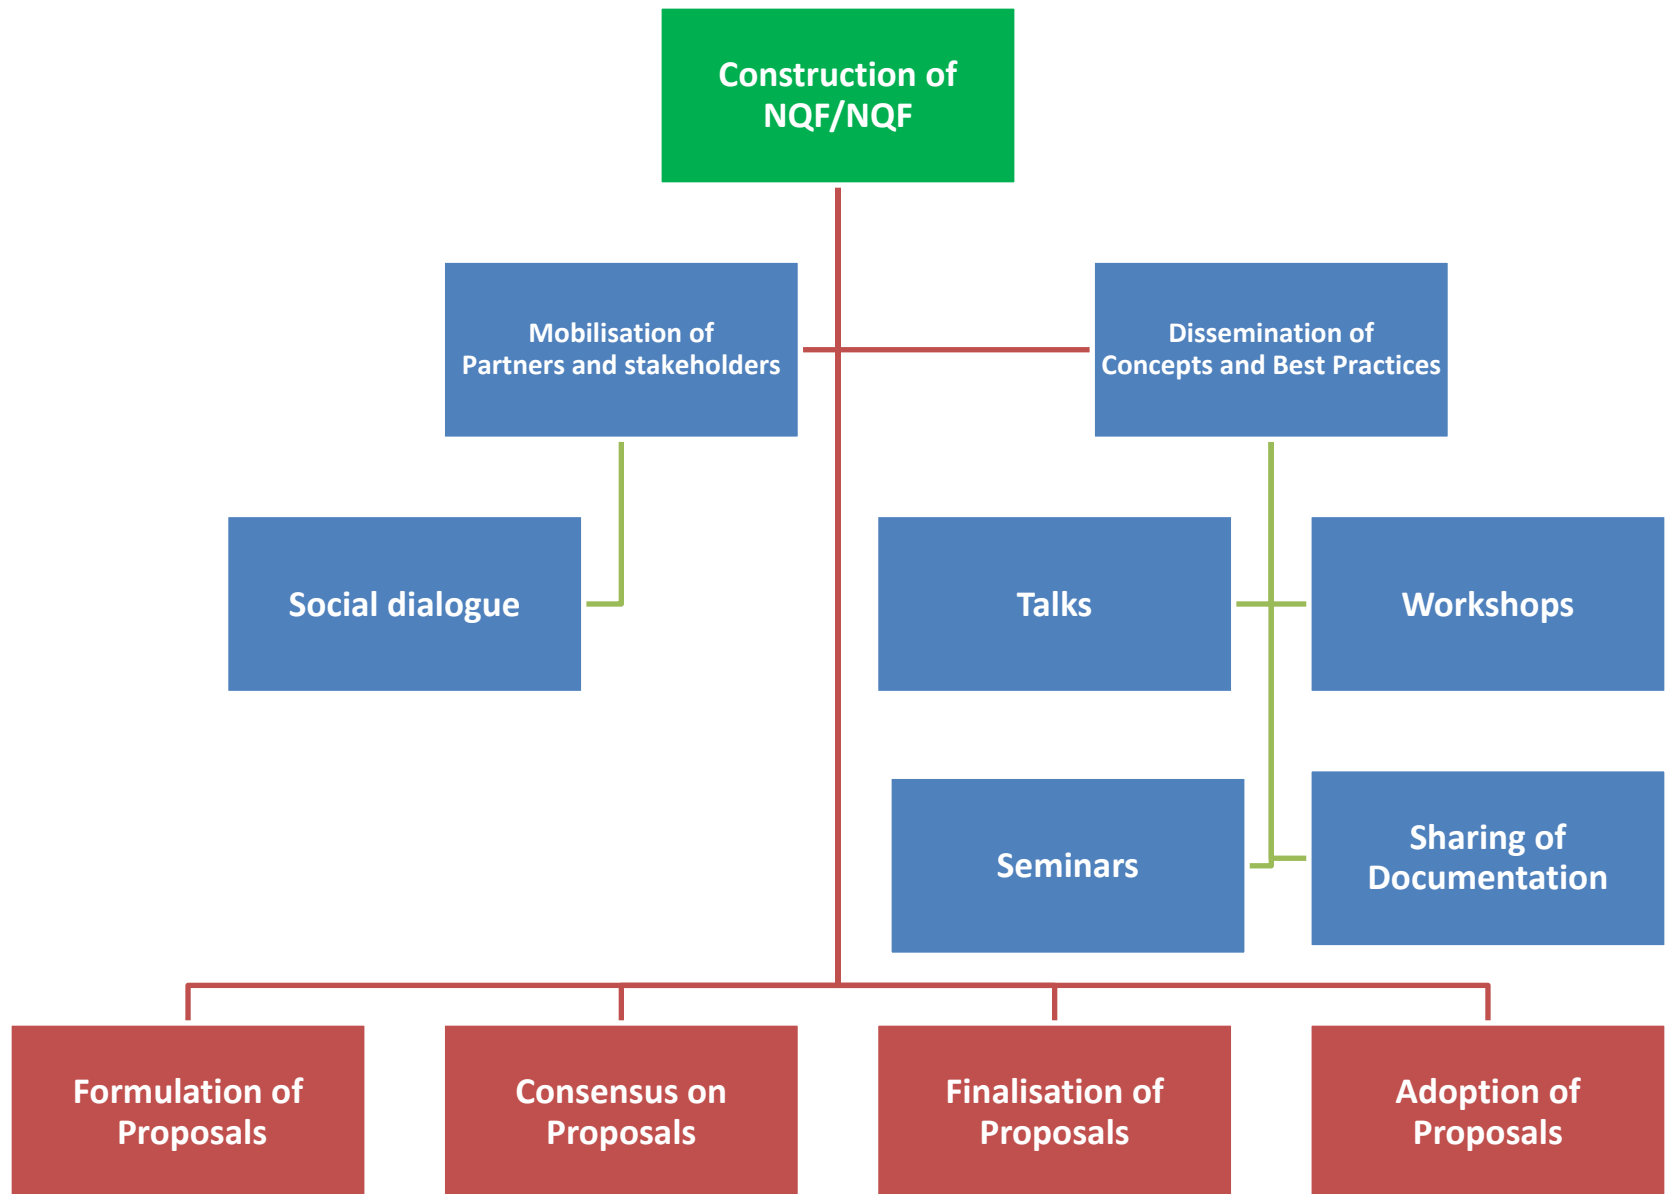 Construction of
NQF/NQF
Mobilisation of
Partners and stakeholders
Dissemination of
Concepts and Best Practices
Social dialogue
Talks
Workshops
Seminars
Sharing of
Documentation
Formulation of
Proposals
Consensus on
Proposals
Finalisation of
Proposals
Adoption of
Proposals